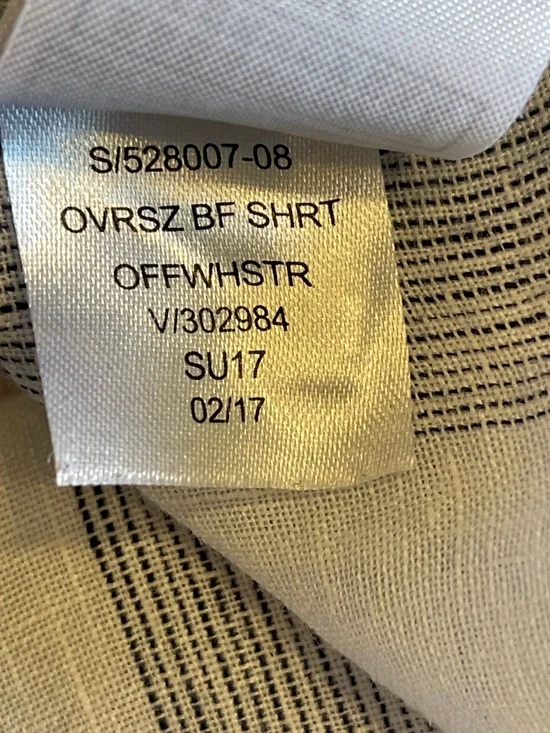 S/528007-08
OVRSZ BF SHRT
OFFWHSTR
V/302984
SU17
02/17